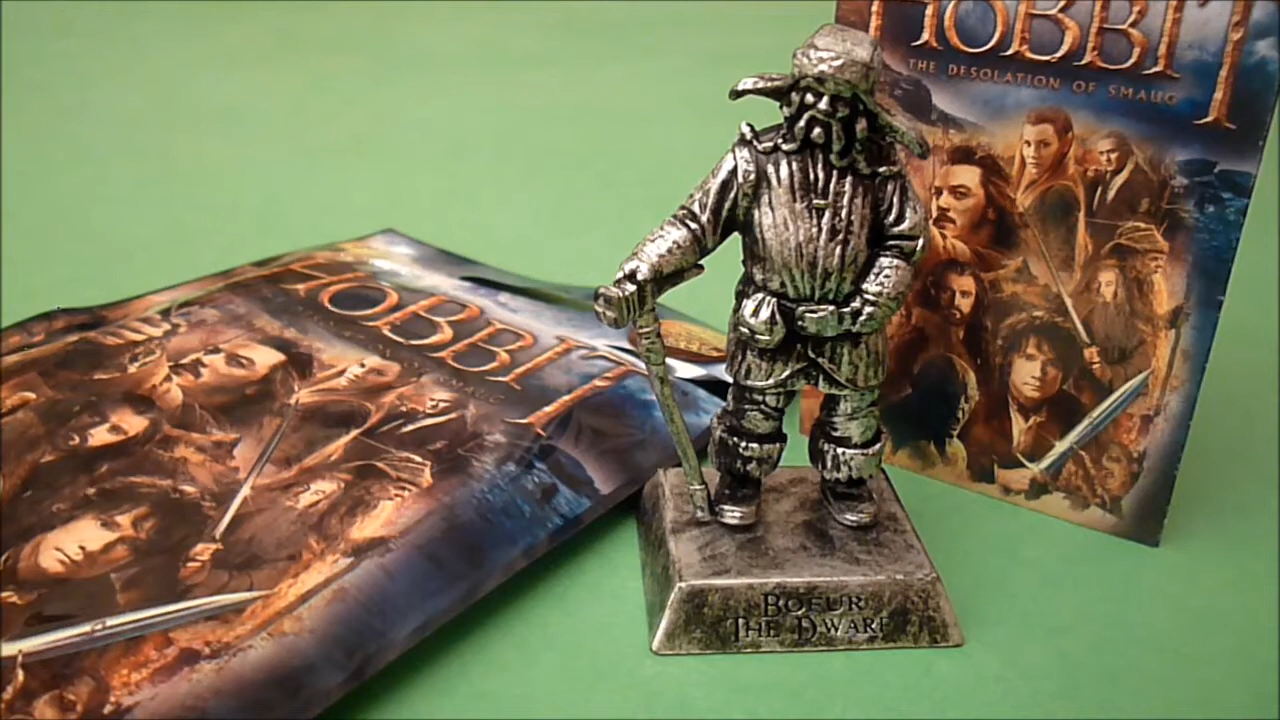 HOBBIT
THE DESOLATION OF SMAUG
HOBBIT
BOFUR
THE DWARF